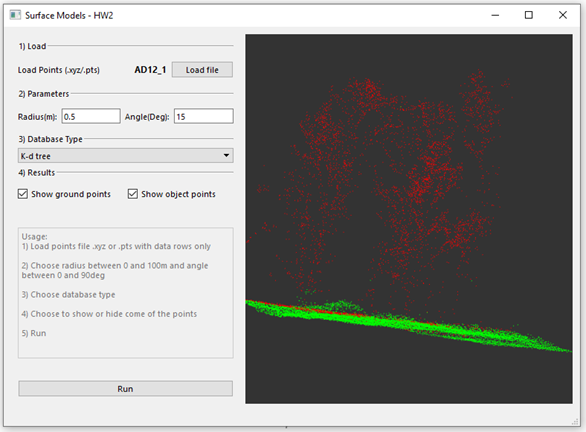 Surface Models - HW2
1) Load
Load Points (.xyz/.pts) AD12_1 Load file
2) Parameters
Radius(m): 0.5 Angle(Deg): 15
3) Database Type
K-d tree
4) Results
Show ground points Show object points
Usage:
1) Load points file .xyz or .pts with data rows only
2) Choose radius between 0 and 100m and angle
between 0 and 90deg
3) Choose database type
4) Choose to show or hide come of the points
5) Run
Run